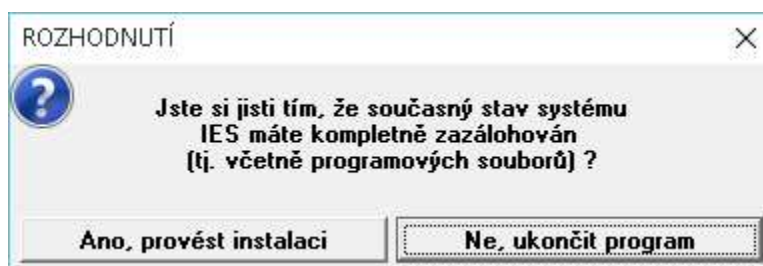 ROZHODNUTÍ
Jste si jisti tím, že současný stav systému
IES máte kompletně zazálohován
(tj. včetně programových souborů) ?
Ano, provést instalaci
Ne, ukončit program